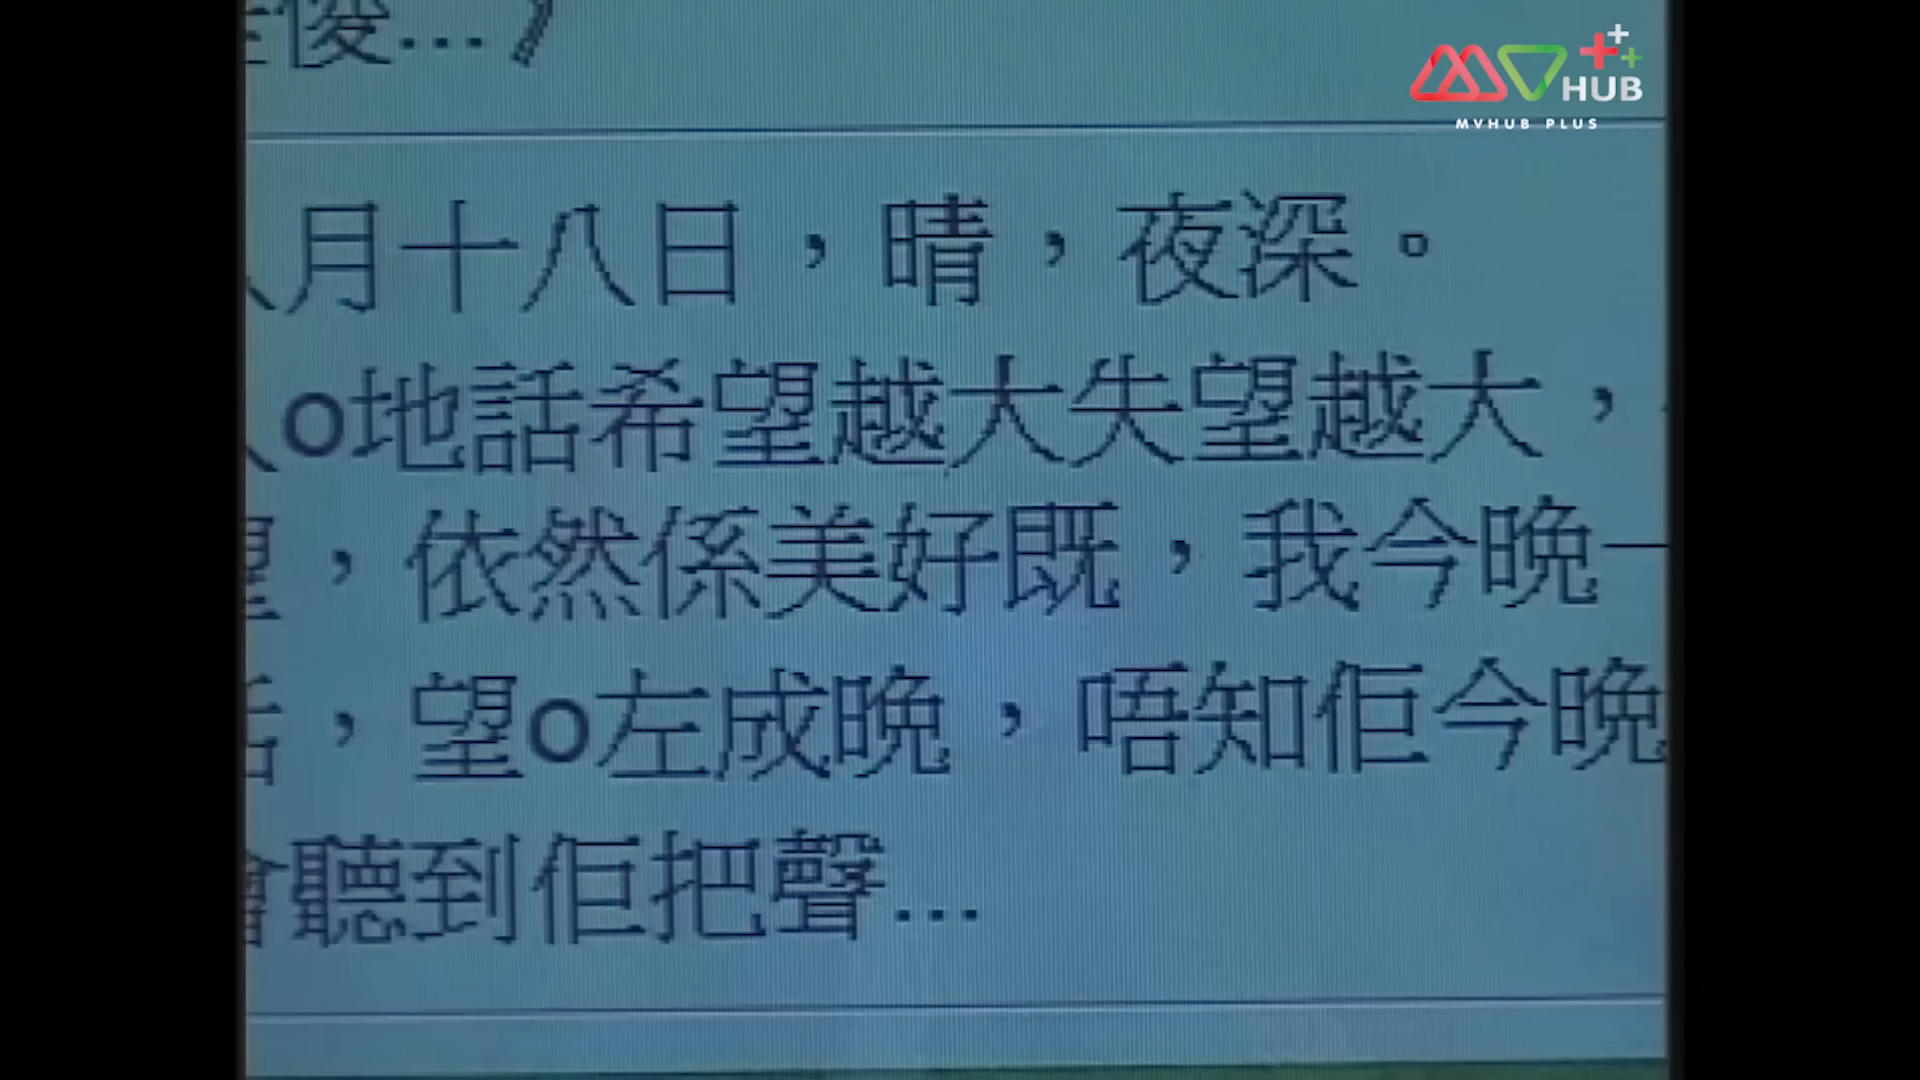 傻...》
MVHUB PLUS
月十八日，晴，夜深。
o地話希望越大失望越大，
，依然係美好既，我今晚一
，望o左成晚，唔知佢今晚
會聽到佢把聲...